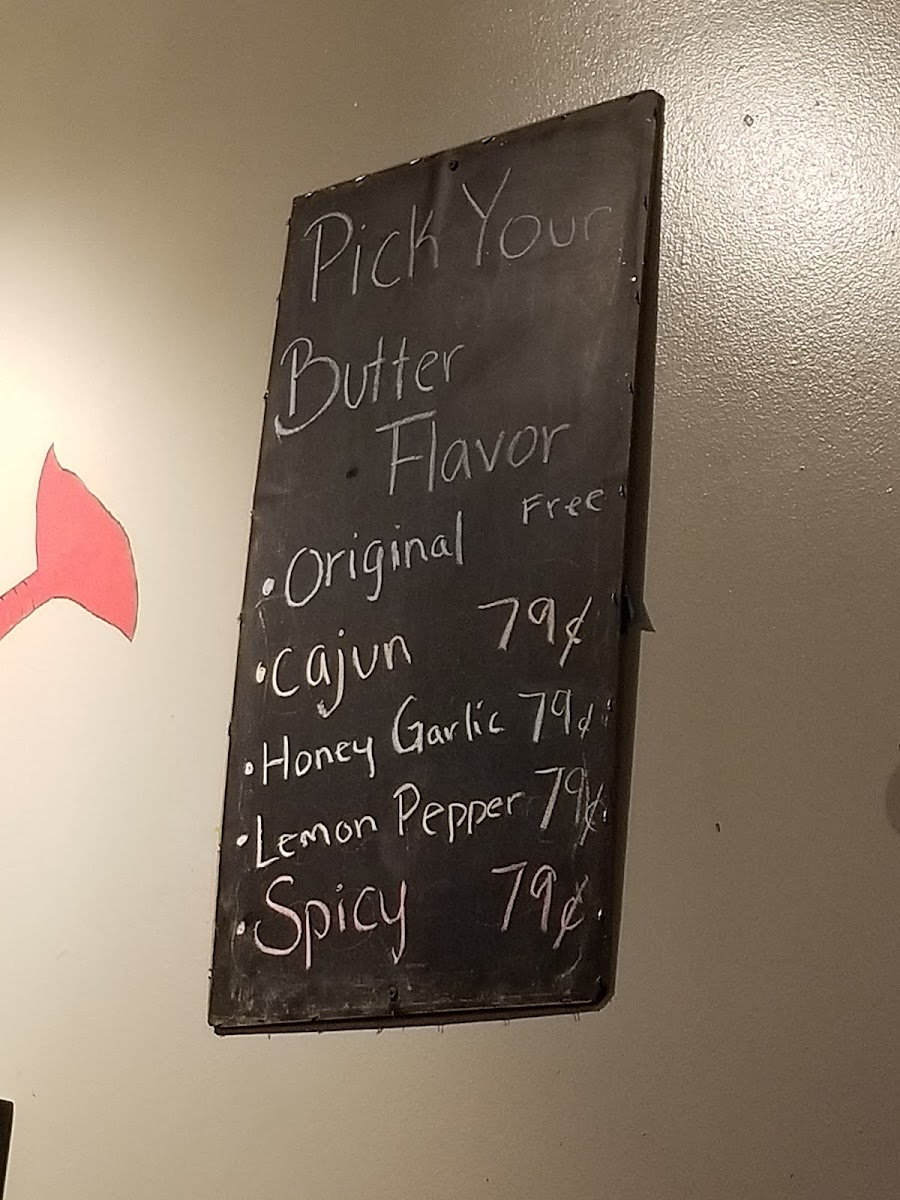 Pick Your
Butter
Flavor
• Original Free
• Cajun 79¢
• Honey Garlic 79¢
• Lemon Pepper 79¢
• Spicy 79¢